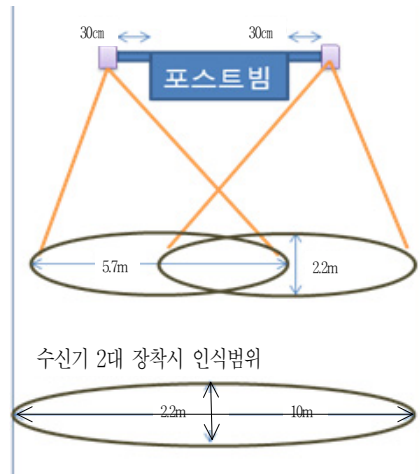 30㎝ 30㎝
포스트빔
5.7m 2.2m
수신기 2대 장착시 인식범위
2.2m 10m